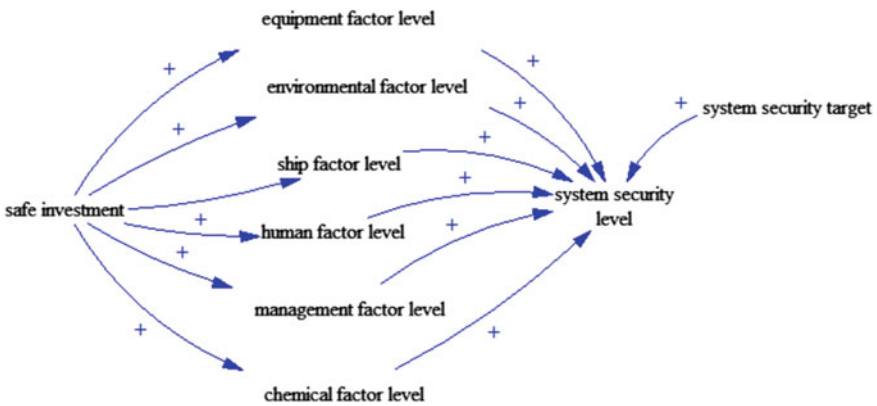 equipment factor level
+
+
environmental factor level
+
+
system security target
+
+
ship factor level
+
+
system security
level
safe investment
+
human factor level
+
+
management factor level
+
+
chemical factor level